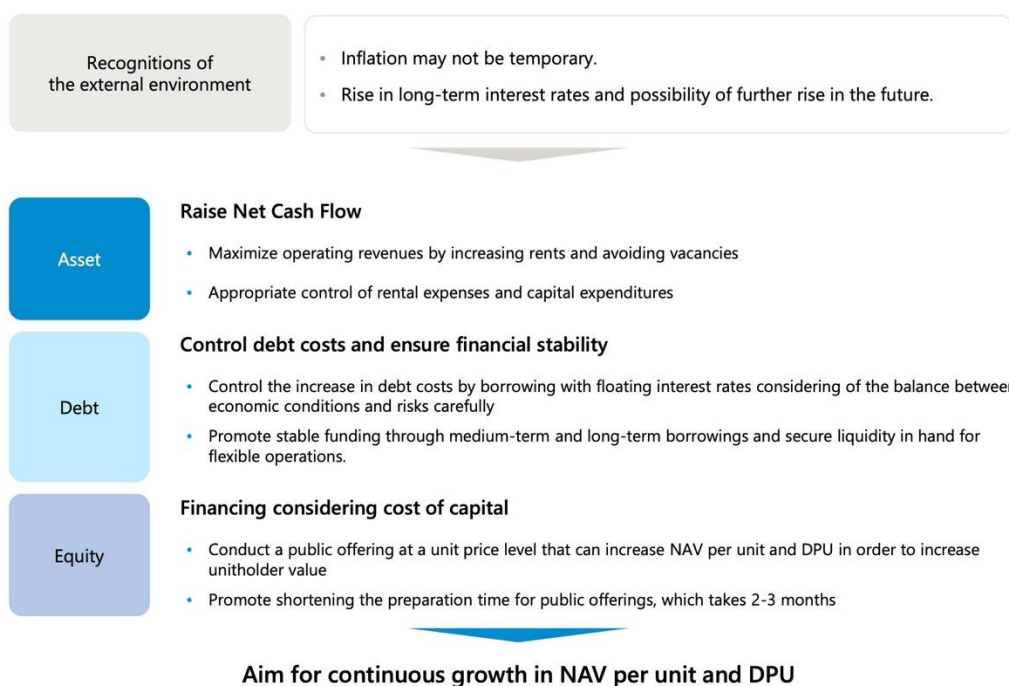 Recognitions of
the external environment
• Inflation may not be temporary.
• Rise in long-term interest rates and possibility of further rise in the future.
Asset
Raise Net Cash Flow
• Maximize operating revenues by increasing rents and avoiding vacancies
• Appropriate control of rental expenses and capital expenditures
Debt
Control debt costs and ensure financial stability
• Control the increase in debt costs by borrowing with floating interest rates considering of the balance between
economic conditions and risks carefully
• Promote stable funding through medium-term and long-term borrowings and secure liquidity in hand for
flexible operations.
Equity
Financing considering cost of capital
• Conduct a public offering at a unit price level that can increase NAV per unit and DPU in order to increase
unitholder value
• Promote shortening the preparation time for public offerings, which takes 2-3 months
Aim for continuous growth in NAV per unit and DPU